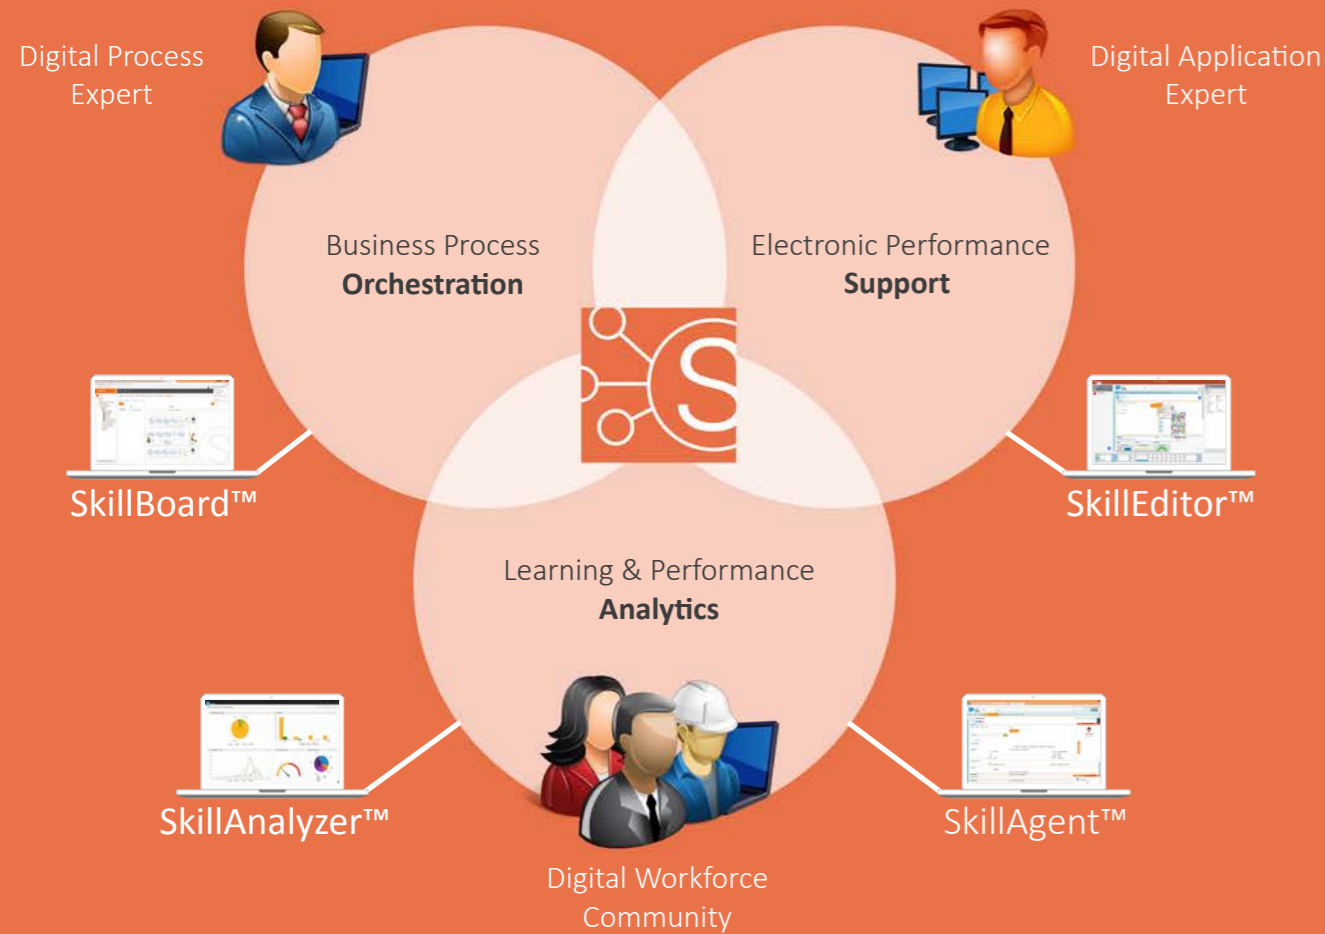 Digital Process
Expert
Digital Application
Expert
Business Process
Orchestration
Electronic Performance
Support
S
SkillBoard™
SkillEditor™
Learning & Performance
Analytics
SkillAnalyzer™
SkillAgent™
Digital Workforce
Community